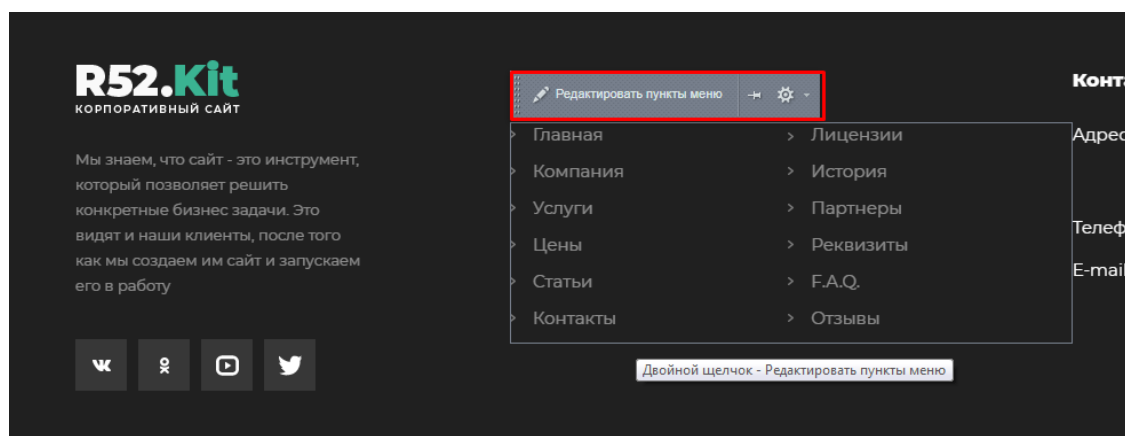 R52.Kit
КОРПОРАТИВНЫЙ САЙТ
Мы знаем, что сайт - это инструмент,
который позволяет решить
конкретные бизнес задачи. Это
видят и наши клиенты, после того
как мы создаем им сайт и запускаем
его в работу
Редактировать пункты меню
Главная
Компания
Услуги
Цены
Статьи
Контакты
Лицензии
История
Партнеры
Реквизиты
F.A.Q.
Отзывы
Двойной щелчок - Редактировать пункты меню
Конт
Адрес
Телеф
E-mail